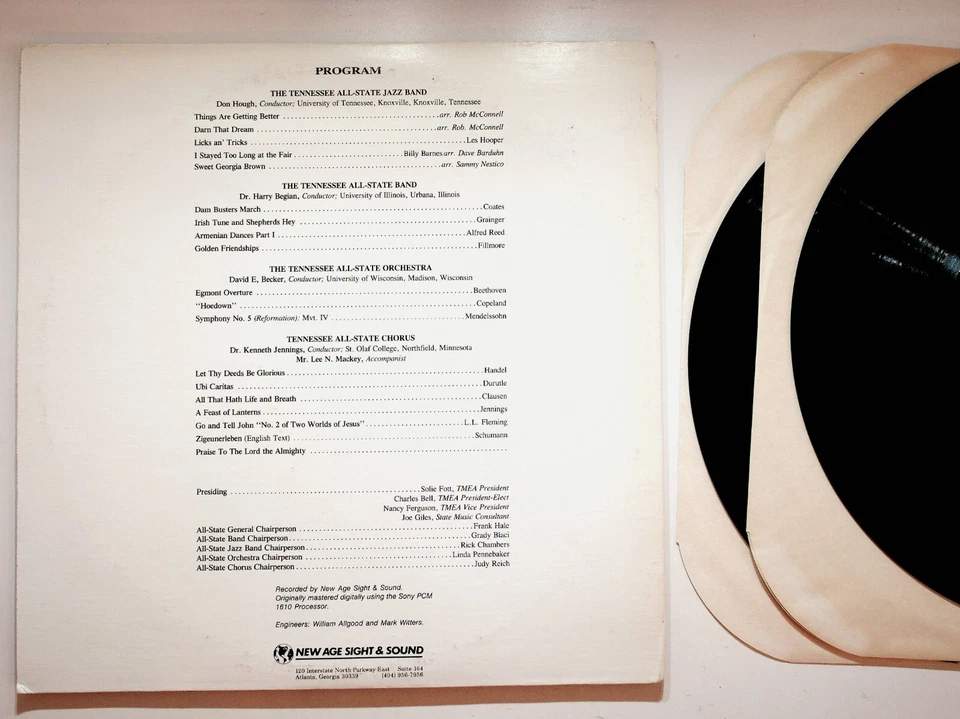 PROGRAM
THE TENNESSEE ALL-STATE JAZZ BAND
Don Hough, Conductor; University of Tennessee, Knoxville, Knoxville, Tennessee
Things Are Getting Better ........................................arr. Rob McConnell
Darn That Dream ..............................................arr. Rob. McConnell
Licks an' Tricks .......................................................Les Hooper
I Stayed Too Long at the Fair...........................Billy Barnes arr. Dave Barduhn
Sweet Georgia Brown ...........................................arr. Sammy Nestico
THE TENNESSEE ALL-STATE BAND
Dr. Harry Begian, Conductor; University of Illinois, Urbana, Illinois
Dam Busters March.......................................................Coates
Irish Tune and Shepherds Hey .............................................Grainger
Armenian Dances Part I ................................................Alfred Reed
Golden Friendships ......................................................Fillmore
THE TENNESSEE ALL-STATE ORCHESTRA
David E, Becker, Conductor; University of Wisconsin, Madison, Wisconsin
Egmont Overture ......................................................Beethoven
"Hoedown" ...........................................................Copeland
Symphony No. 5 (Reformation): Mvt. IV ..................................Mendelssohn
TENNESSEE ALL-STATE CHORUS
Dr. Kenneth Jennings, Conductor; St. Olaf College, Northfield, Minnesota
Mr. Lee N. Mackey, Accompanist
Let Thy Deeds Be Glorious..................................................Handel
Ubi Caritas .............................................................Durutle
All That Hath Life and Breath ..............................................Clausen
A Feast of Lanterns.......................................................Jennings
Go and Tell John "No. 2 of Two Worlds of Jesus".........................L.L. Fleming
Zigeunerleben (English Text) ..............................................Schumann
Praise To The Lord the Almighty ..................................................
Presiding ................................................Solie Fott, TMEA President
Charles Bell, TMEA President-Elect
Nancy Ferguson, TMEA Vice President
Joe Giles, State Music Consultant
All-State General Chairperson ..........................................Frank Hale
All-State Band Chairperson.............................................Grady Blaci
All-State Jazz Band Chairperson.......................................Rick Chambers
All-State Orchestra Chairperson .....................................Linda Pennebaker
All-State Chorus Chairperson............................................Judy Reich
Recorded by New Age Sight & Sound.
Originally mastered digitally using the Sony PCM
1610 Processor.
Engineers: William Allgood and Mark Witters.
NEW AGE SIGHT & SOUND
120 Interstate North Parkway East Suite 164
Atlanta, Georgia 30339 (404) 956-7956